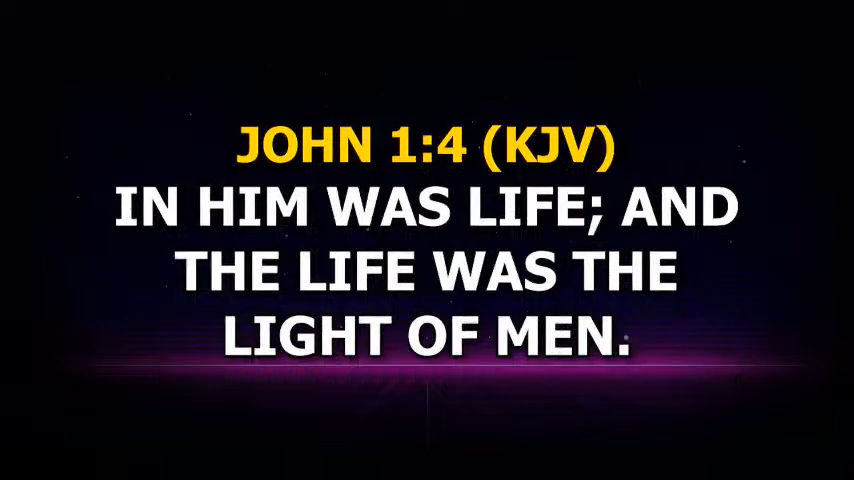 JOHN 1:4 (KJV)
IN HIM WAS LIFE; AND
THE LIFE WAS THE
LIGHT OF MEN.